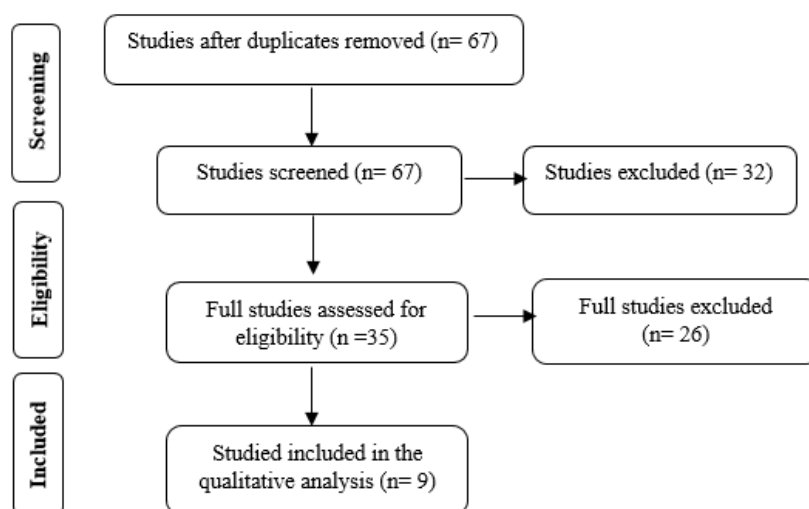 Screening
Studies after duplicates removed (n= 67)
Studies screened (n= 67)
Studies excluded (n= 32)
Eligibility
Full studies assessed for
eligibility (n =35)
Full studies excluded
(n= 26)
Included
Studied included in the
qualitative analysis (n= 9)